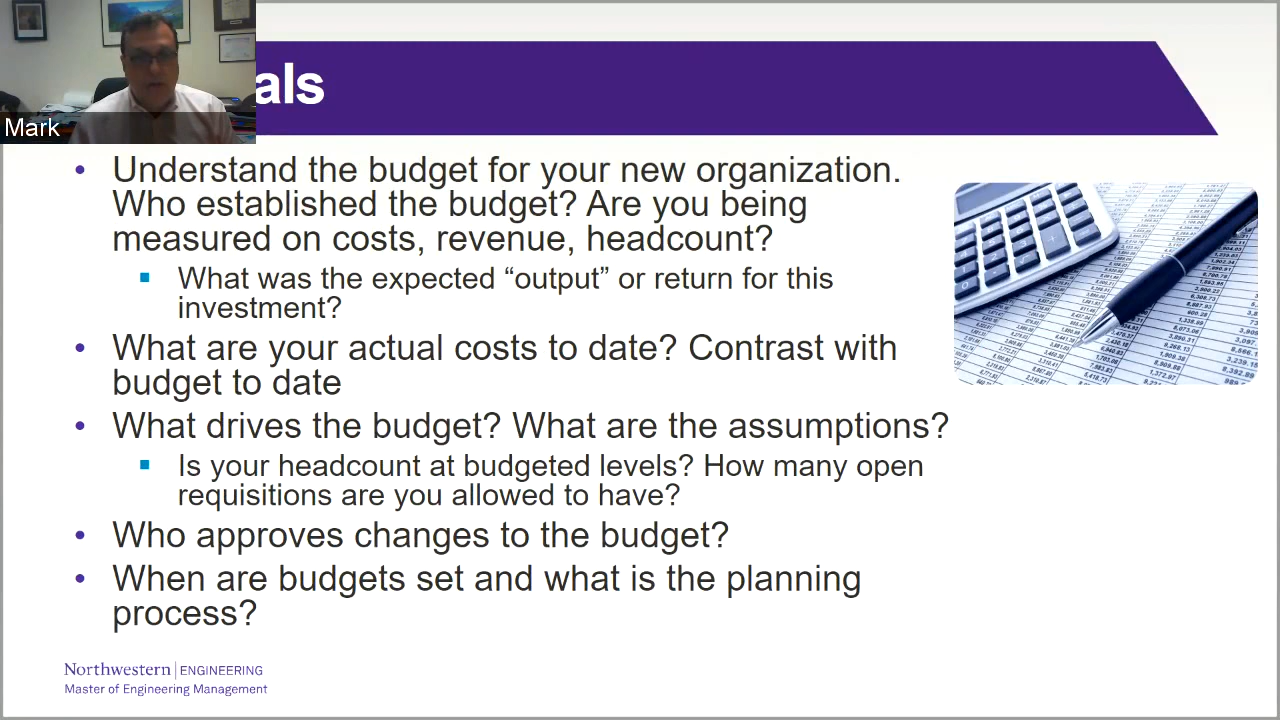 als
Mark
• Understand the budget for your new organization.
Who established the budget? Are you being
measured on costs, evenue, headcount?
▪ What was the expected “output” or return for this
investment?
• What are your actual costs to date? Contrast with
budget to date
• What drives the budget? What are the assumptions?
▪ Is your headcount at budgeted levels? How many open
requisitions are you allowed to have?
• Who approves changes to the budget?
• When are budgets set and what is the planning
process?
Northwestern | ENGINEERING
Master of Engineering Management